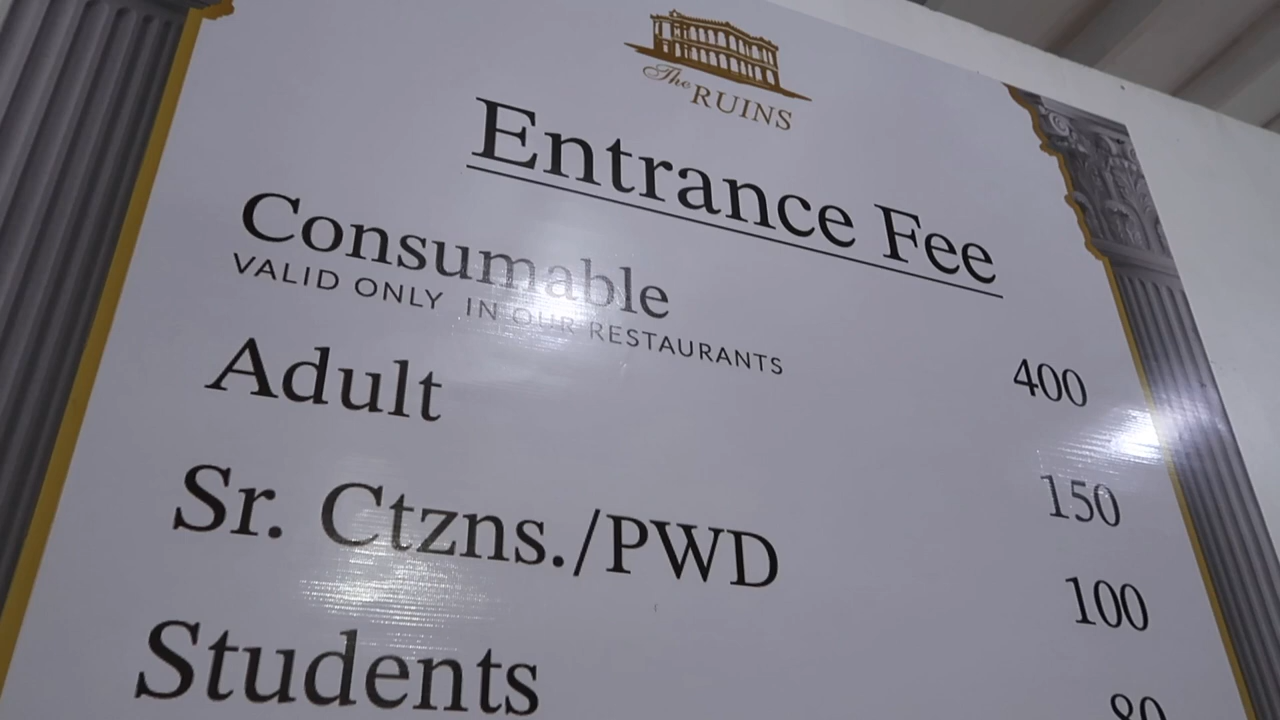 The RUINS
Entrance Fee
Consumable 400
VALID ONLY IN OUR RESTAURANTS
Adult 150
Sr. Ctzns./PWD 100
Students 80